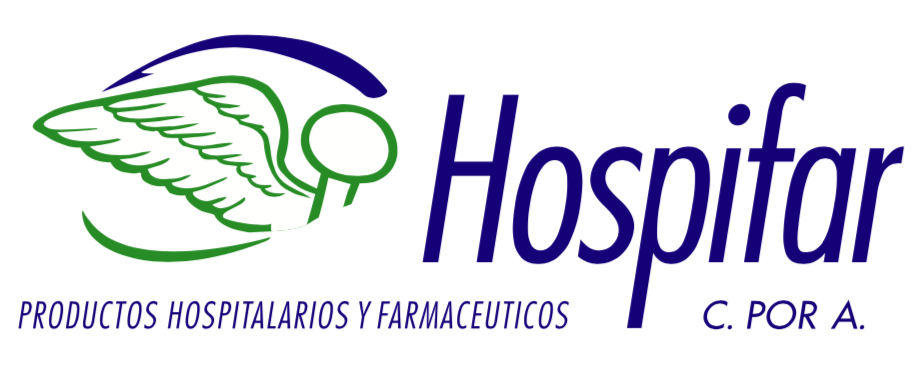 Hospifar
PRODUCTOS HOSPITALARIOS Y FARMACEUTICOS
C. POR A.